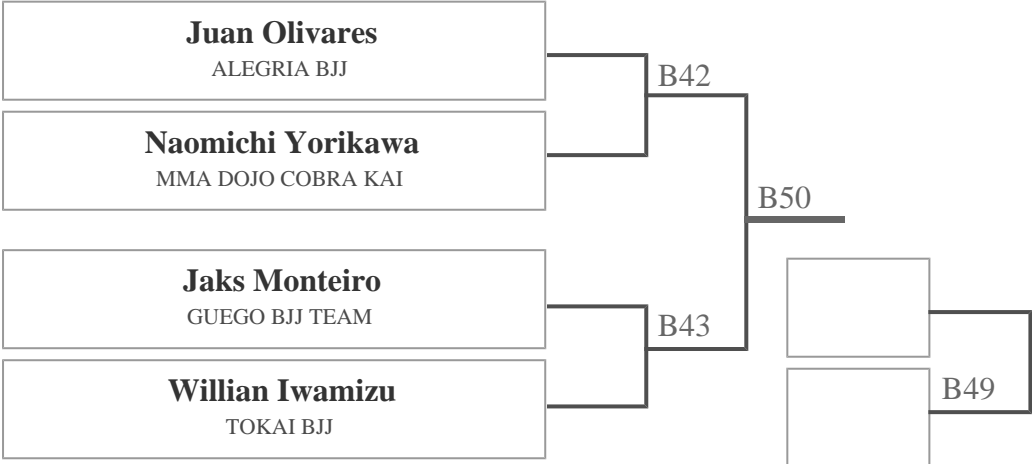 Juan Olivares
ALEGRIA BJJ
B42
Naomichi Yorikawa
MMA DOJO COBRA KAI
B50
Jaks Monteiro
GUEGO BJJ TEAM
B43
Willian Iwamizu
TOKAI BJJ
B49